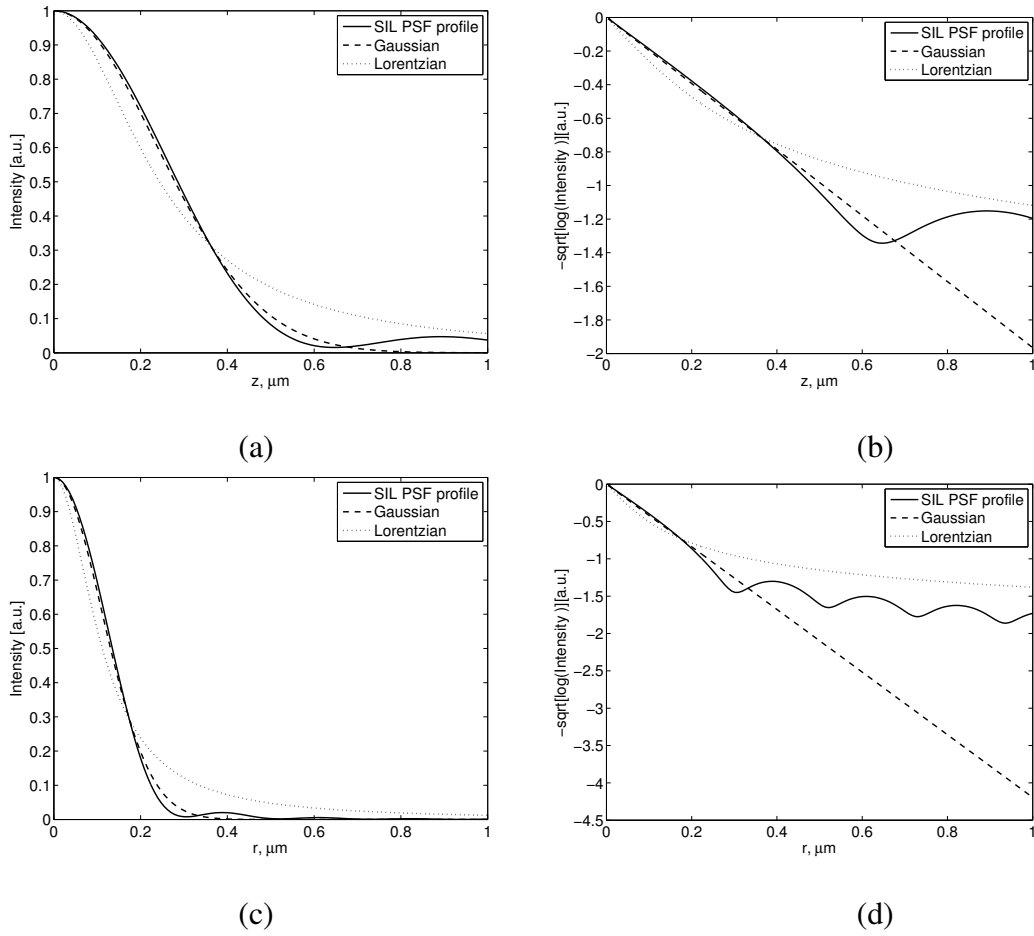 1
0.9
0.8
0.7
0.6
0.5
0.4
0.3
0.2
0.1
0
Intensity [a.u.]
0 0.2 0.4 0.6 0.8 1
z, μm
SIL PSF profile
Gaussian
Lorentzian
(a)
0
−0.2
−0.4
−0.6
−0.8
−1
−1.2
−1.4
−1.6
−1.8
−2
−sqrt[log(Intensity )][a.u.]
0 0.2 0.4 0.6 0.8 1
z, μm
SIL PSF profile
Gaussian
Lorentzian
(b)
1
0.9
0.8
0.7
0.6
0.5
0.4
0.3
0.2
0.1
0
Intensity [a.u.]
0 0.2 0.4 0.6 0.8 1
r, μm
SIL PSF profile
Gaussian
Lorentzian
(c)
0
−0.5
−1
−1.5
−2
−2.5
−3
−3.5
−4
−4.5
−sqrt[log(Intensity )][a.u.]
0 0.2 0.4 0.6 0.8 1
r, μm
SIL PSF profile
Gaussian
Lorentzian
(d)